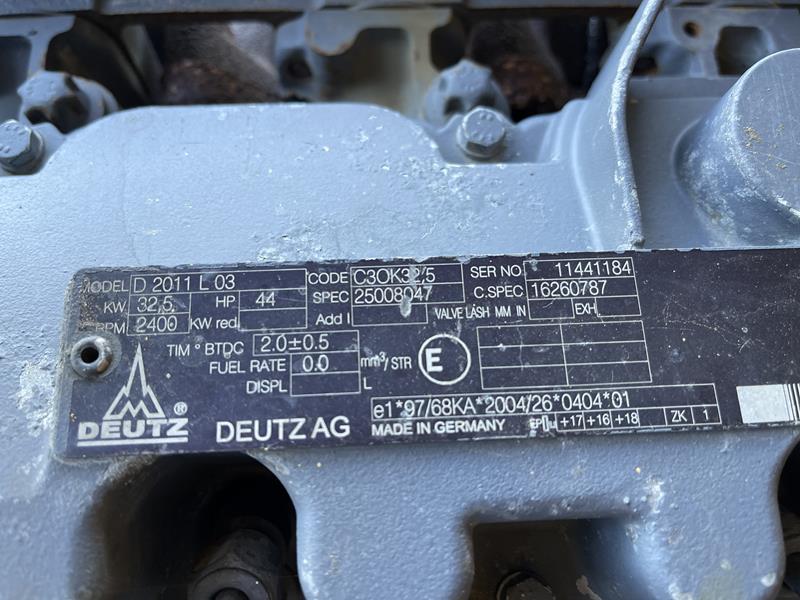 MODEL D 2011 L 03 CODE C3OK32/5 SER NO. 11441184
KW 32,5 HP 44 SPEC 25008047 C.SPEC 16260787
RPM 2400 KW red. Add I VALVE LASH MM IN EXH
TIM ° BTDC 2.0±0.5
FUEL RATE 0.0 mm³/STR E
DISPL L
DEUTZ ® DEUTZ AG
e1*97/68KA*2004/26*0404*01
MADE IN GERMANY +17 +16 +18 ZK 1